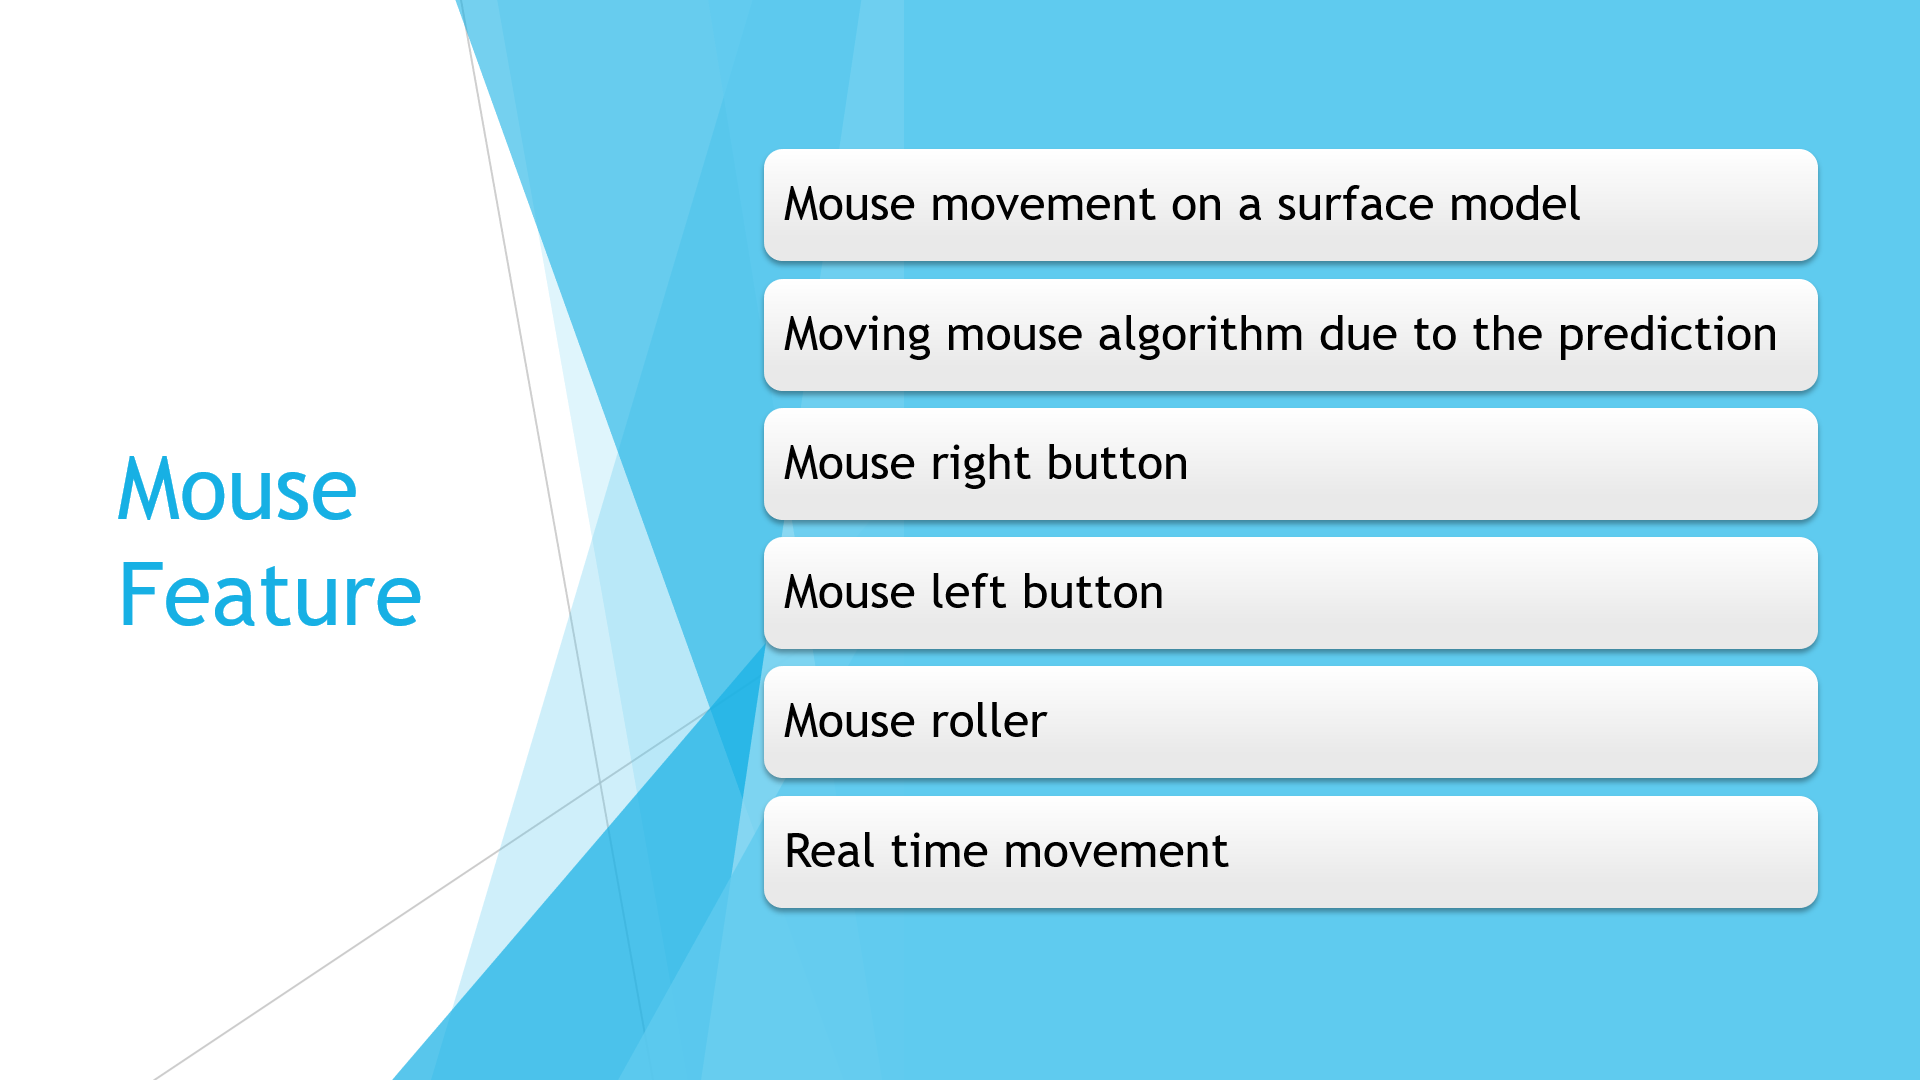 Mouse
Feature
Mouse movement on a surface model
Moving mouse algorithm due to the prediction
Mouse right button
Mouse left button
Mouse roller
Real time movement